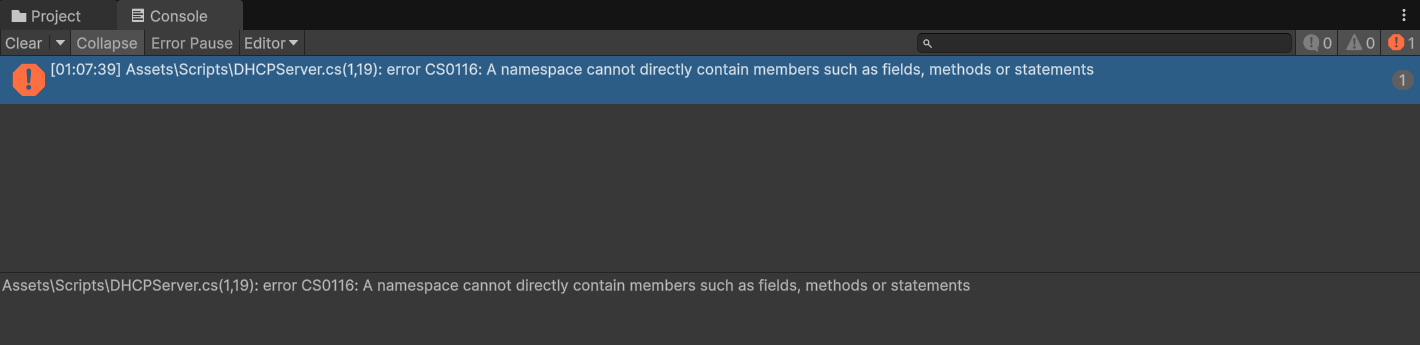 Project Console
Clear Collapse Error Pause Editor 0 0 1
[01:07:39] Assets\Scripts\DHCPServer.cs(1,19): error CS0116: A namespace cannot directly contain members such as fields, methods or statements 1
Assets\Scripts\DHCPServer.cs(1,19): error CS0116: A namespace cannot directly contain members such as fields, methods or statements